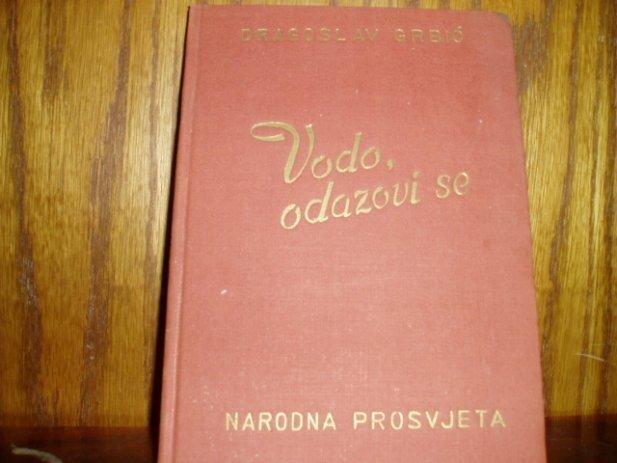 DRAGOSLAV GRBIĆ
Vodo,
odazovi se
NARODNA PROSVJETA